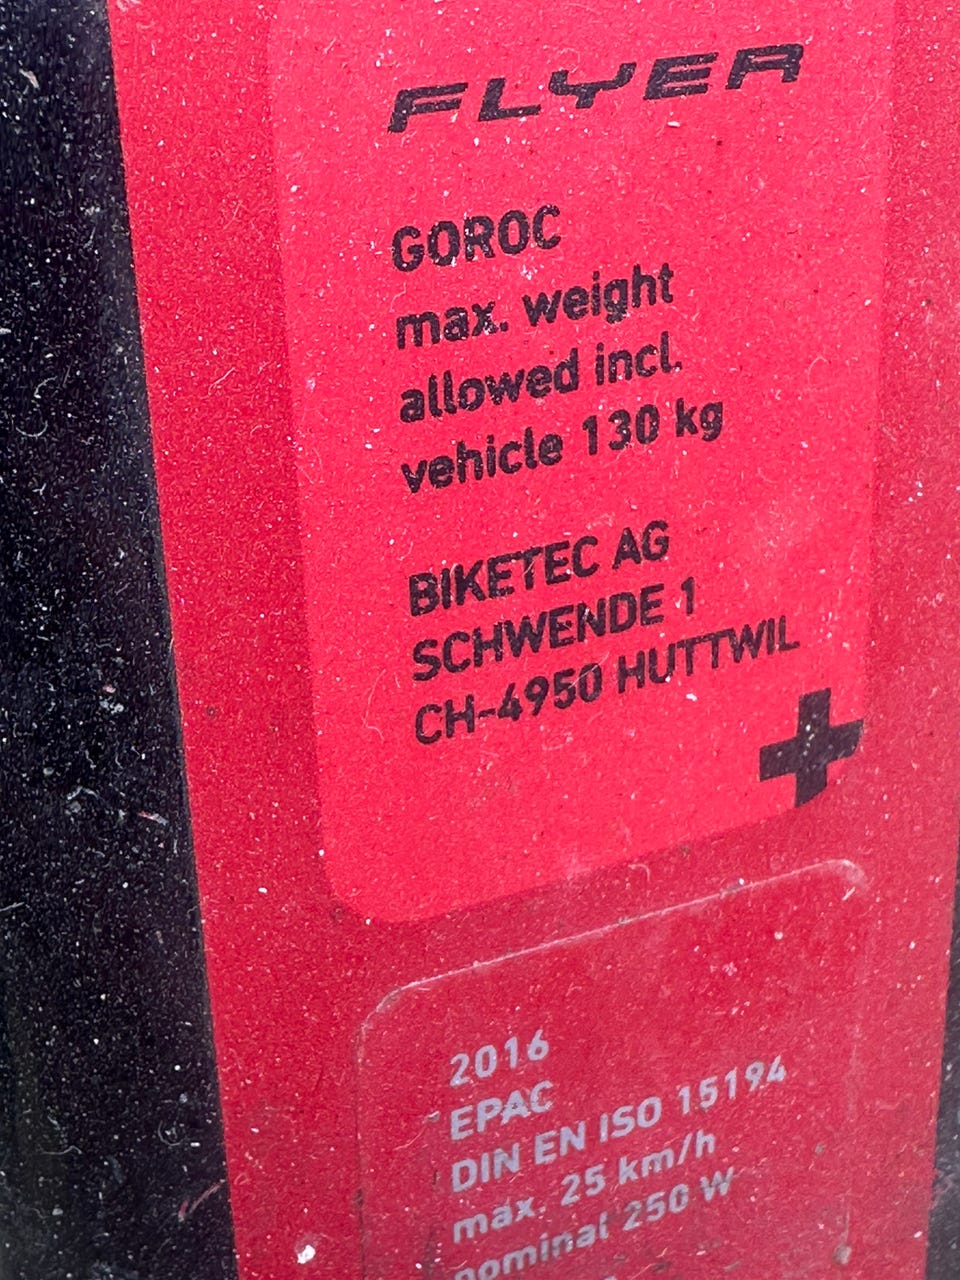 FLYER
GOROC
max. weight
allowed incl.
vehicle 130 kg
BIKETEC AG
SCHWENDE 1
CH-4950 HUTTWIL
2016
EPAC
DIN EN ISO 15194
max. 25 km/h
nominal 250 W